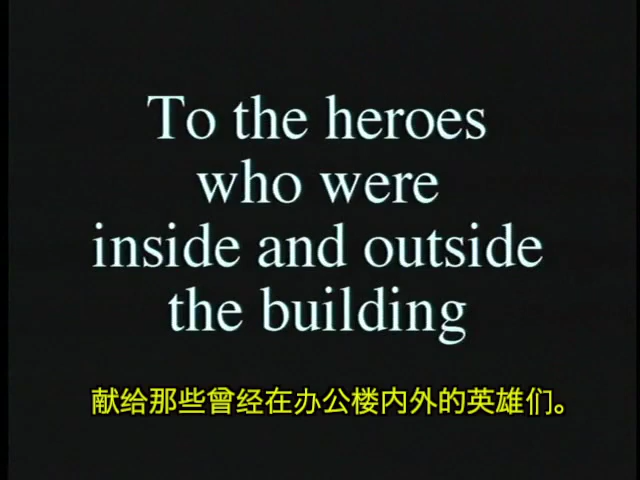 To the heroes
who were
inside and outside
the building
献给那些曾经在办公楼内外的英雄们。